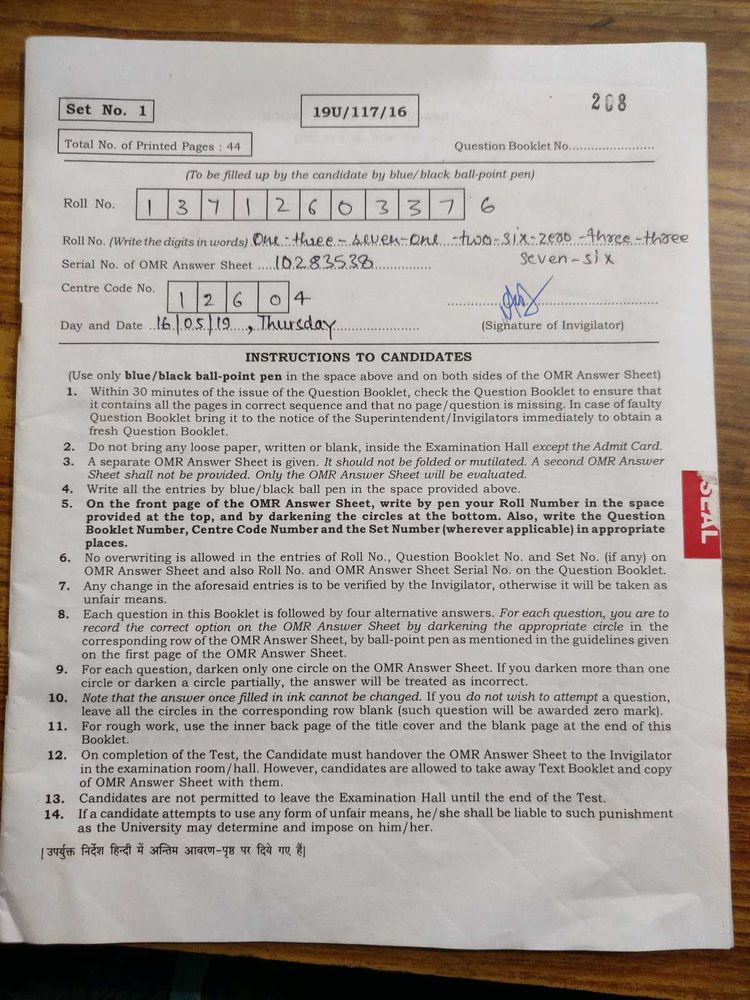 Set No. 1
19U/117/16
208
Total No. of Printed Pages : 44
Question Booklet No..........................
(To be filled up by the candidate by blue/black ball-point pen)
Roll No. 1 3 7 1 2 6 0 3 3 7 6
Roll No. (Write the digits in words) One-three-seven-one-two-six-zero-three-three
seven-six
Serial No. of OMR Answer Sheet ....10283538................
Centre Code No. 1 2 6 0 4
Day and Date ..16/05/19..., Thursday.......................
(Signature of Invigilator)
INSTRUCTIONS TO CANDIDATES
(Use only blue/black ball-point pen in the space above and on both sides of the OMR Answer Sheet)
1. Within 30 minutes of the issue of the Question Booklet, check the Question Booklet to ensure that
it contains all the pages in correct sequence and that no page/question is missing. In case of faulty
Question Booklet bring it to the notice of the Superintendent/Invigilators immediately to obtain a
fresh Question Booklet.
2. Do not bring any loose paper, written or blank, inside the Examination Hall except the Admit Card.
3. A separate OMR Answer Sheet is given. It should not be folded or mutilated. A second OMR Answer
Sheet shall not be provided. Only the OMR Answer Sheet will be evaluated.
4. Write all the entries by blue/black ball pen in the space provided above.
5. On the front page of the OMR Answer Sheet, write by pen your Roll Number in the space
provided at the top, and by darkening the circles at the bottom. Also, write the Question
Booklet Number, Centre Code Number and the Set Number (wherever applicable) in appropriate
places.
6. No overwriting is allowed in the entries of Roll No., Question Booklet No. and Set No. (if any) on
OMR Answer Sheet and also Roll No. and OMR Answer Sheet Serial No. on the Question Booklet.
7. Any change in the aforesaid entries is to be verified by the Invigilator, otherwise it will be taken as
unfair means.
8. Each question in this Booklet is followed by four alternative answers. For each question, you are to
record the correct option on the OMR Answer Sheet by darkening the appropriate circle in the
corresponding row of the OMR Answer Sheet, by ball-point pen as mentioned in the guidelines given
on the first page of the OMR Answer Sheet.
9. For each question, darken only one circle on the OMR Answer Sheet. If you darken more than one
circle or darken a circle partially, the answer will be treated as incorrect.
10. Note that the answer once filled in ink cannot be changed. If you do not wish to attempt a question,
leave all the circles in the corresponding row blank (such question will be awarded zero mark).
11. For rough work, use the inner back page of the title cover and the blank page at the end of this
Booklet.
12. On completion of the Test, the Candidate must handover the OMR Answer Sheet to the Invigilator
in the examination room/hall. However, candidates are allowed to take away Text Booklet and copy
of OMR Answer Sheet with them.
13. Candidates are not permitted to leave the Examination Hall until the end of the Test.
14. If a candidate attempts to use any form of unfair means, he/she shall be liable to such punishment
as the University may determine and impose on him/her.
[उपर्युक्त निर्देश हिन्दी में अन्तिम आवरण-पृष्ठ पर दिये गए हैं]
SEAL